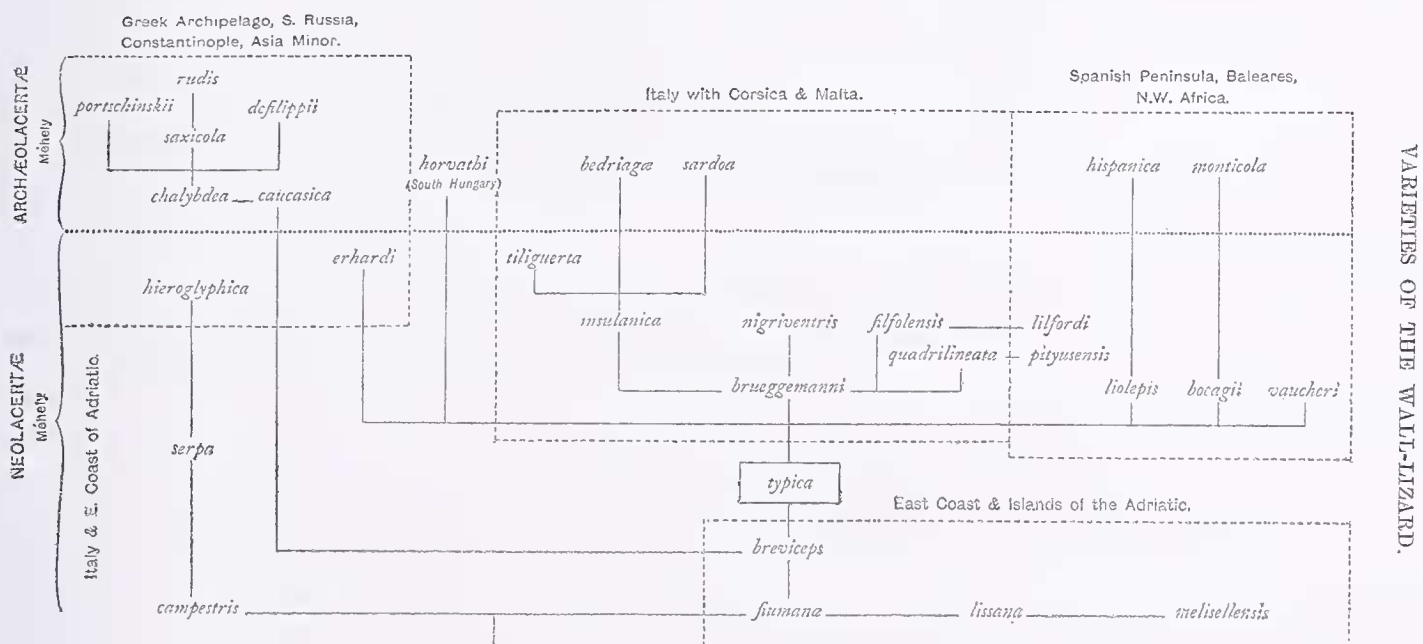 Greek Archipelago, S. Russia,
Constantinople, Asia Minor.
rudis
portschinskii
defilippii
saxicola
chalybdea
caucasica
ARCHÆOLACERTÆ
Méhely
horvathi
(South Hungary)
Italy with Corsica & Malta.
bedriagæ
sardoa
Spanish Peninsula, Baleares,
N.W. Africa.
hispanica
monticola
VARIETIES OF THE WALL-LIZARD.
erhardi
tiliguerta
hieroglyphica
insulanica
nigriventris
filfolensis
lilfordi
quadrilineata
pityusensis
brueggemanni
liolepis
bocagii
vaucheri
NEOLACERTÆ
Méhely
Italy & E. Coast of Adriatic.
serpa
typica
East Coast & Islands of the Adriatic.
breviceps
campestris
fiumana
lissana
melisellensis